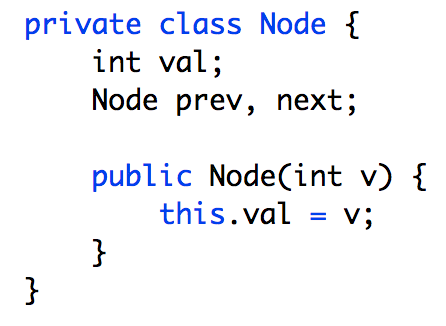 private class Node {
    int val;
    Node prev, next;

    public Node(int v) {
        this.val = v;
    }
}